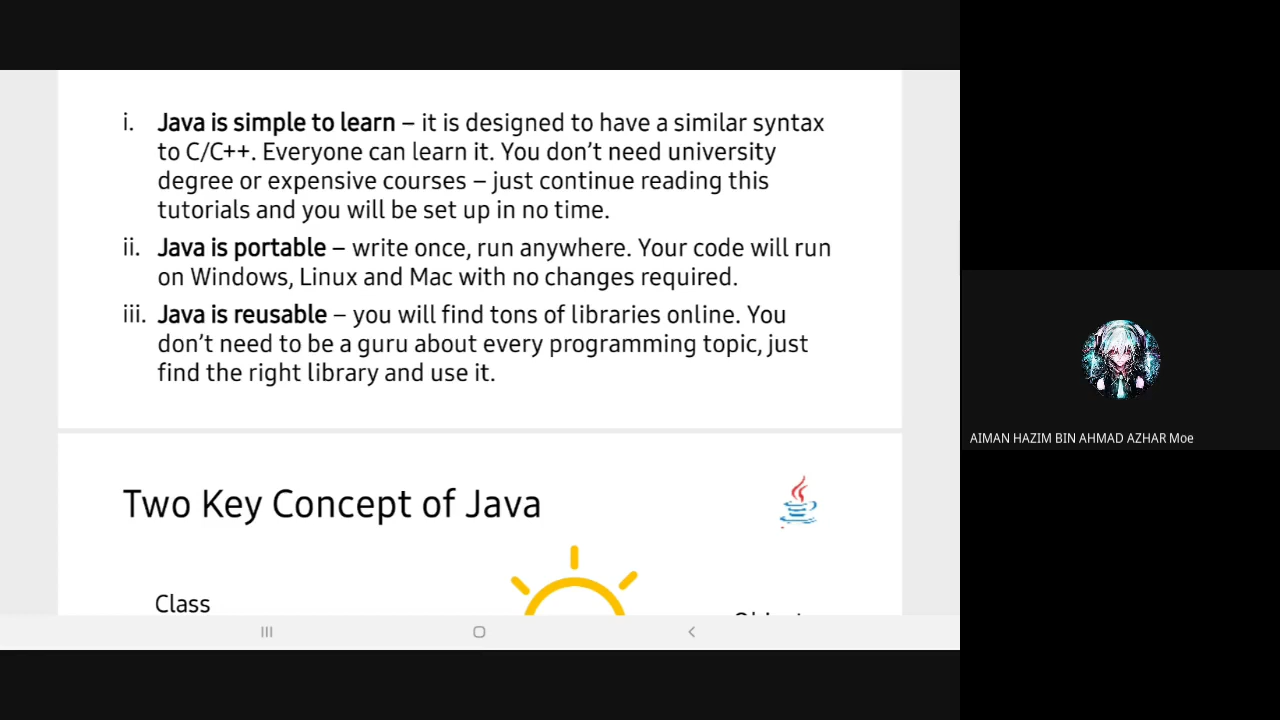 i. Java is simple to learn – it is designed to have a similar syntax
to C/C++. Everyone can learn it. You don't need university
degree or expensive courses – just continue reading this
tutorials and you will be set up in no time.
ii. Java is portable – write once, run anywhere. Your code will run
on Windows, Linux and Mac with no changes required.
iii. Java is reusable – you will find tons of libraries online. You
don't need to be a guru about every programming topic, just
find the right library and use it.
Two Key Concept of Java
Class
AIMAN HAZIM BIN AHMAD AZHAR Moe